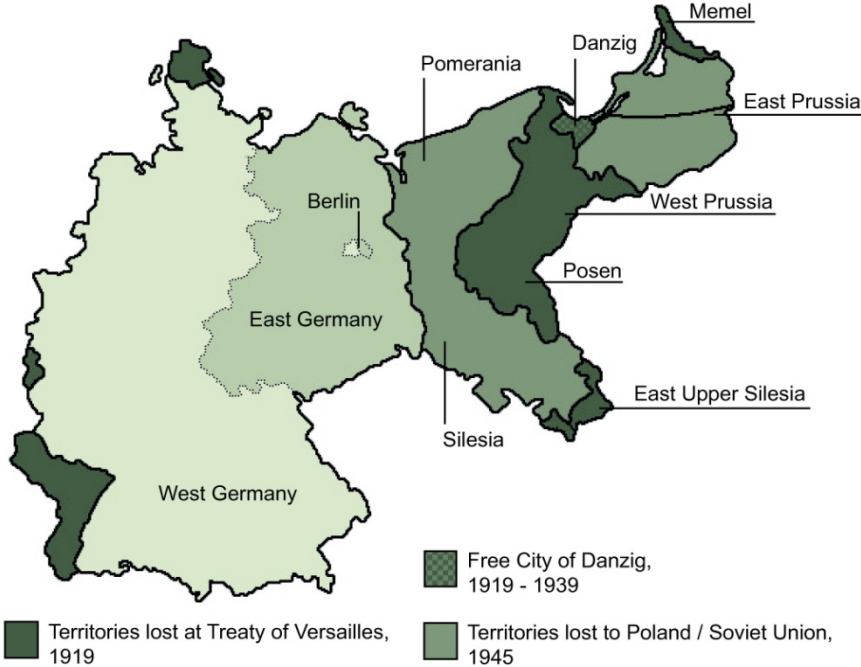 Memel
Danzig
Pomerania
East Prussia
Berlin
West Prussia
Posen
East Germany
East Upper Silesia
Silesia
West Germany
Free City of Danzig,
1919 - 1939
Territories lost at Treaty of Versailles,
1919
Territories lost to Poland / Soviet Union,
1945